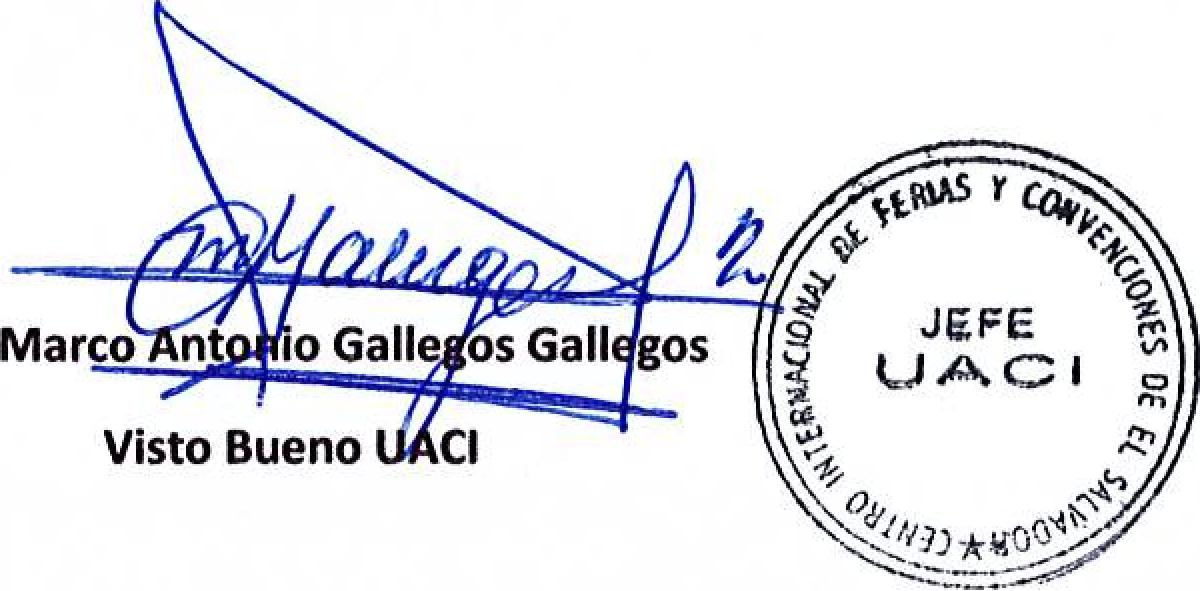 Marco Antonio Gallegos Gallegos
Visto Bueno UACI
CENTRO INTERNACIONAL DE FERIAS Y CONVENCIONES DE EL SALVADOR ★
JEFE
UACI